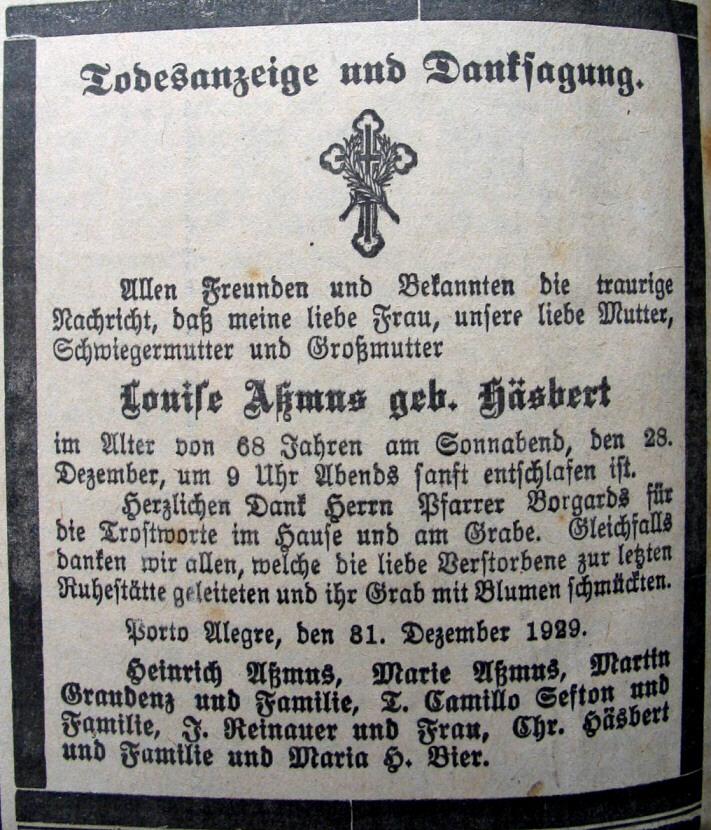 Todesanzeige und Danksagung.
Allen Freunden und Bekannten die traurige
Nachricht, daß meine liebe Frau, unsere liebe Mutter,
Schwiegermutter und Großmutter
Louise Aßmus geb. Häsbert
im Alter von 68 Jahren am Sonnabend, den 28.
Dezember, um 9 Uhr Abends sanft entschlafen ist.
Herzlichen Dank Herrn Pfarrer Borgards für
die Trostworte im Hause und am Grabe. Gleichfalls
danken wir allen, welche die liebe Verstorbene zur letzten
Ruhestätte geleiteten und ihr Grab mit Blumen schmückten.
Porto Alegre, den 31. Dezember 1929.
Heinrich Aßmus, Marie Aßmus, Martin
Graudenz und Familie, T. Camillo Sefton und
Familie, J. Reinauer und Frau, Chr. Häsbert
und Familie und Maria H. Bier.